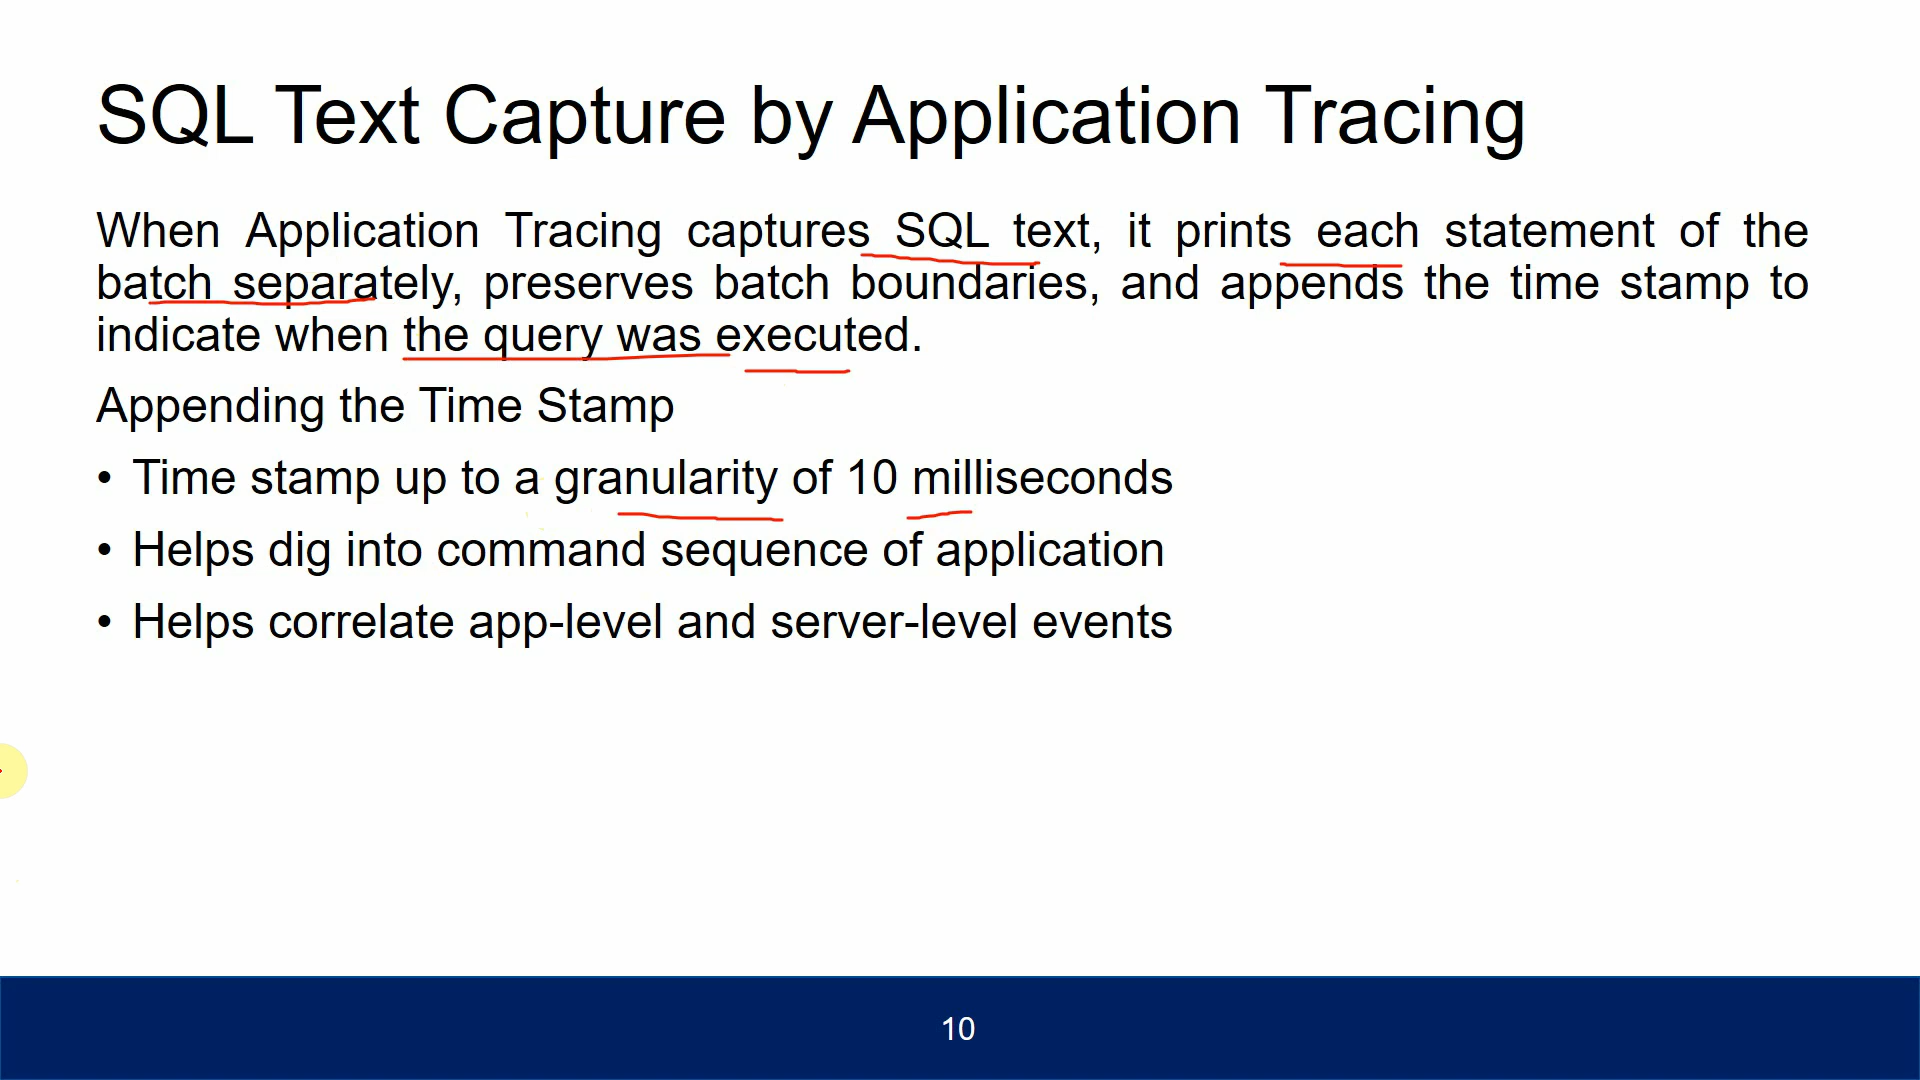 SQL Text Capture by Application Tracing
When Application Tracing captures SQL text, it prints each statement of the
batch separately, preserves batch boundaries, and appends the time stamp to
indicate when the query was executed.
Appending the Time Stamp
• Time stamp up to a granularity of 10 milliseconds
• Helps dig into command sequence of application
• Helps correlate app-level and server-level events
10